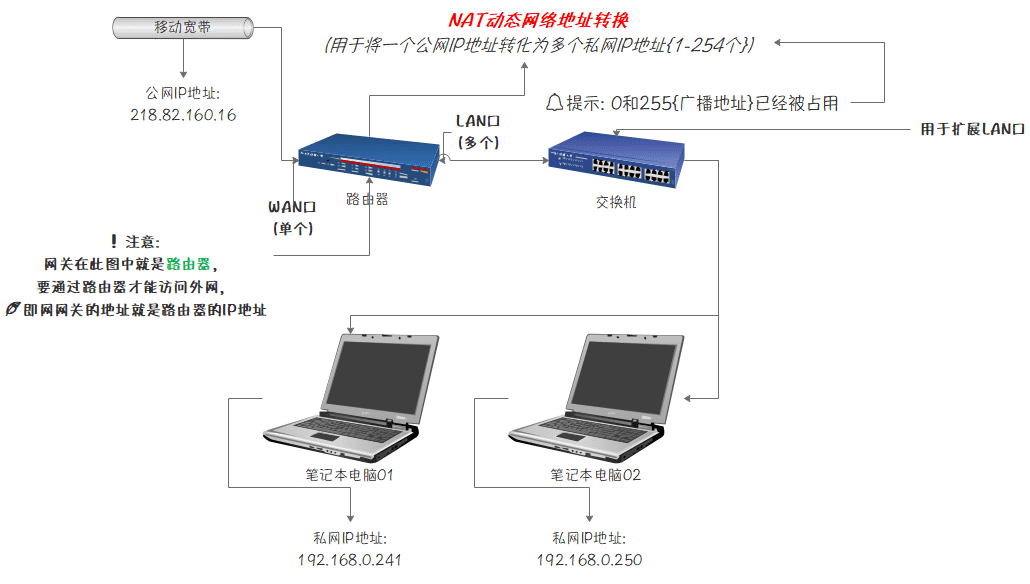 NAT动态网络地址转换
(用于将一个公网IP地址转化为多个私网IP地址{1-254个})
移动宽带
公网IP地址:
218.82.160.16
提示: 0和255{广播地址}已经被占用
LAN口
(多个)
用于扩展LAN口
路由器
交换机
WAN口
(单个)
! 注意:
网关在此图中就是路由器,
要通过路由器才能访问外网,
即网网关的地址就是路由器的IP地址
笔记本电脑01
笔记本电脑02
私网IP地址:
192.168.0.241
私网IP地址:
192.168.0.250